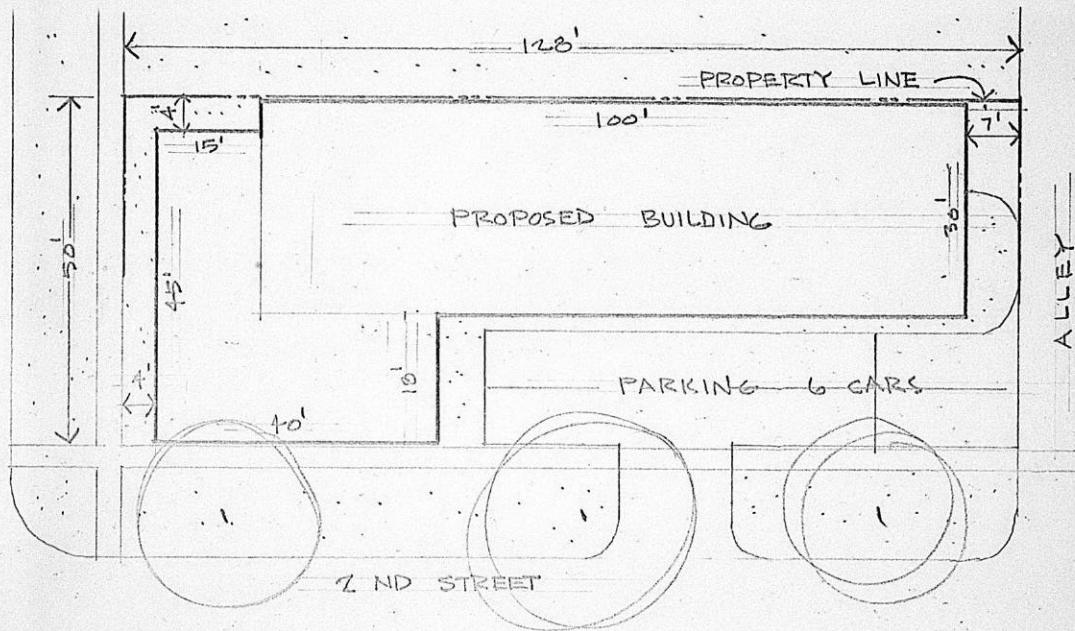 128'
PROPERTY LINE
4'
100'
7'
15'
PROPOSED BUILDING
30'
50'
45'
ALLEY
18'
PARKING 6 CARS
4'
40'
2 ND STREET